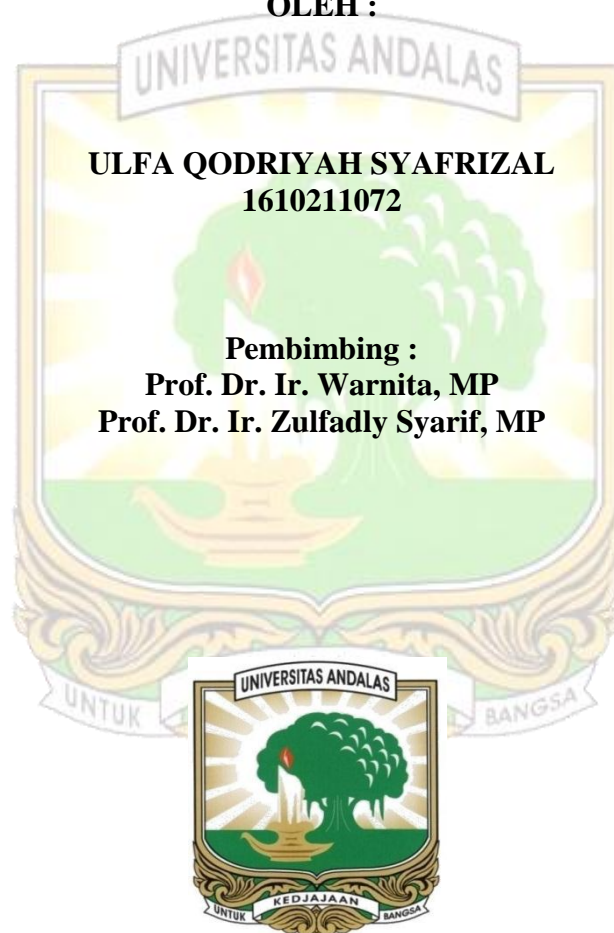 OLEH :
UNIVERSITAS ANDALAS
ULFA QODRIYAH SYAFRIZAL
1610211072
Pembimbing :
Prof. Dr. Ir. Warnita, MP
Prof. Dr. Ir. Zulfadly Syarif, MP
UNTUK BANGSA
UNIVERSITAS ANDALAS
UNTUK KEDJAJAAN BANGSA